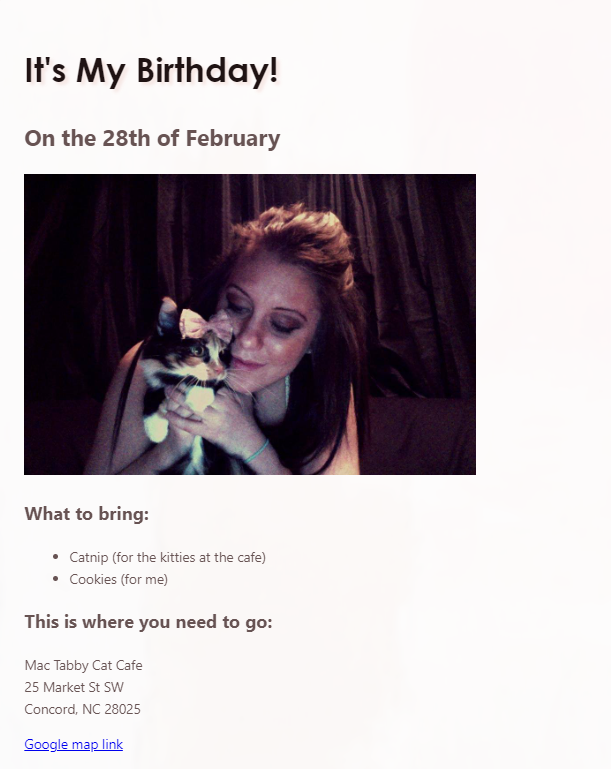 It's My Birthday!
On the 28th of February
What to bring:
• Catnip (for the kitties at the cafe)
• Cookies (for me)
This is where you need to go:
Mac Tabby Cat Cafe
25 Market St SW
Concord, NC 28025
Google map link